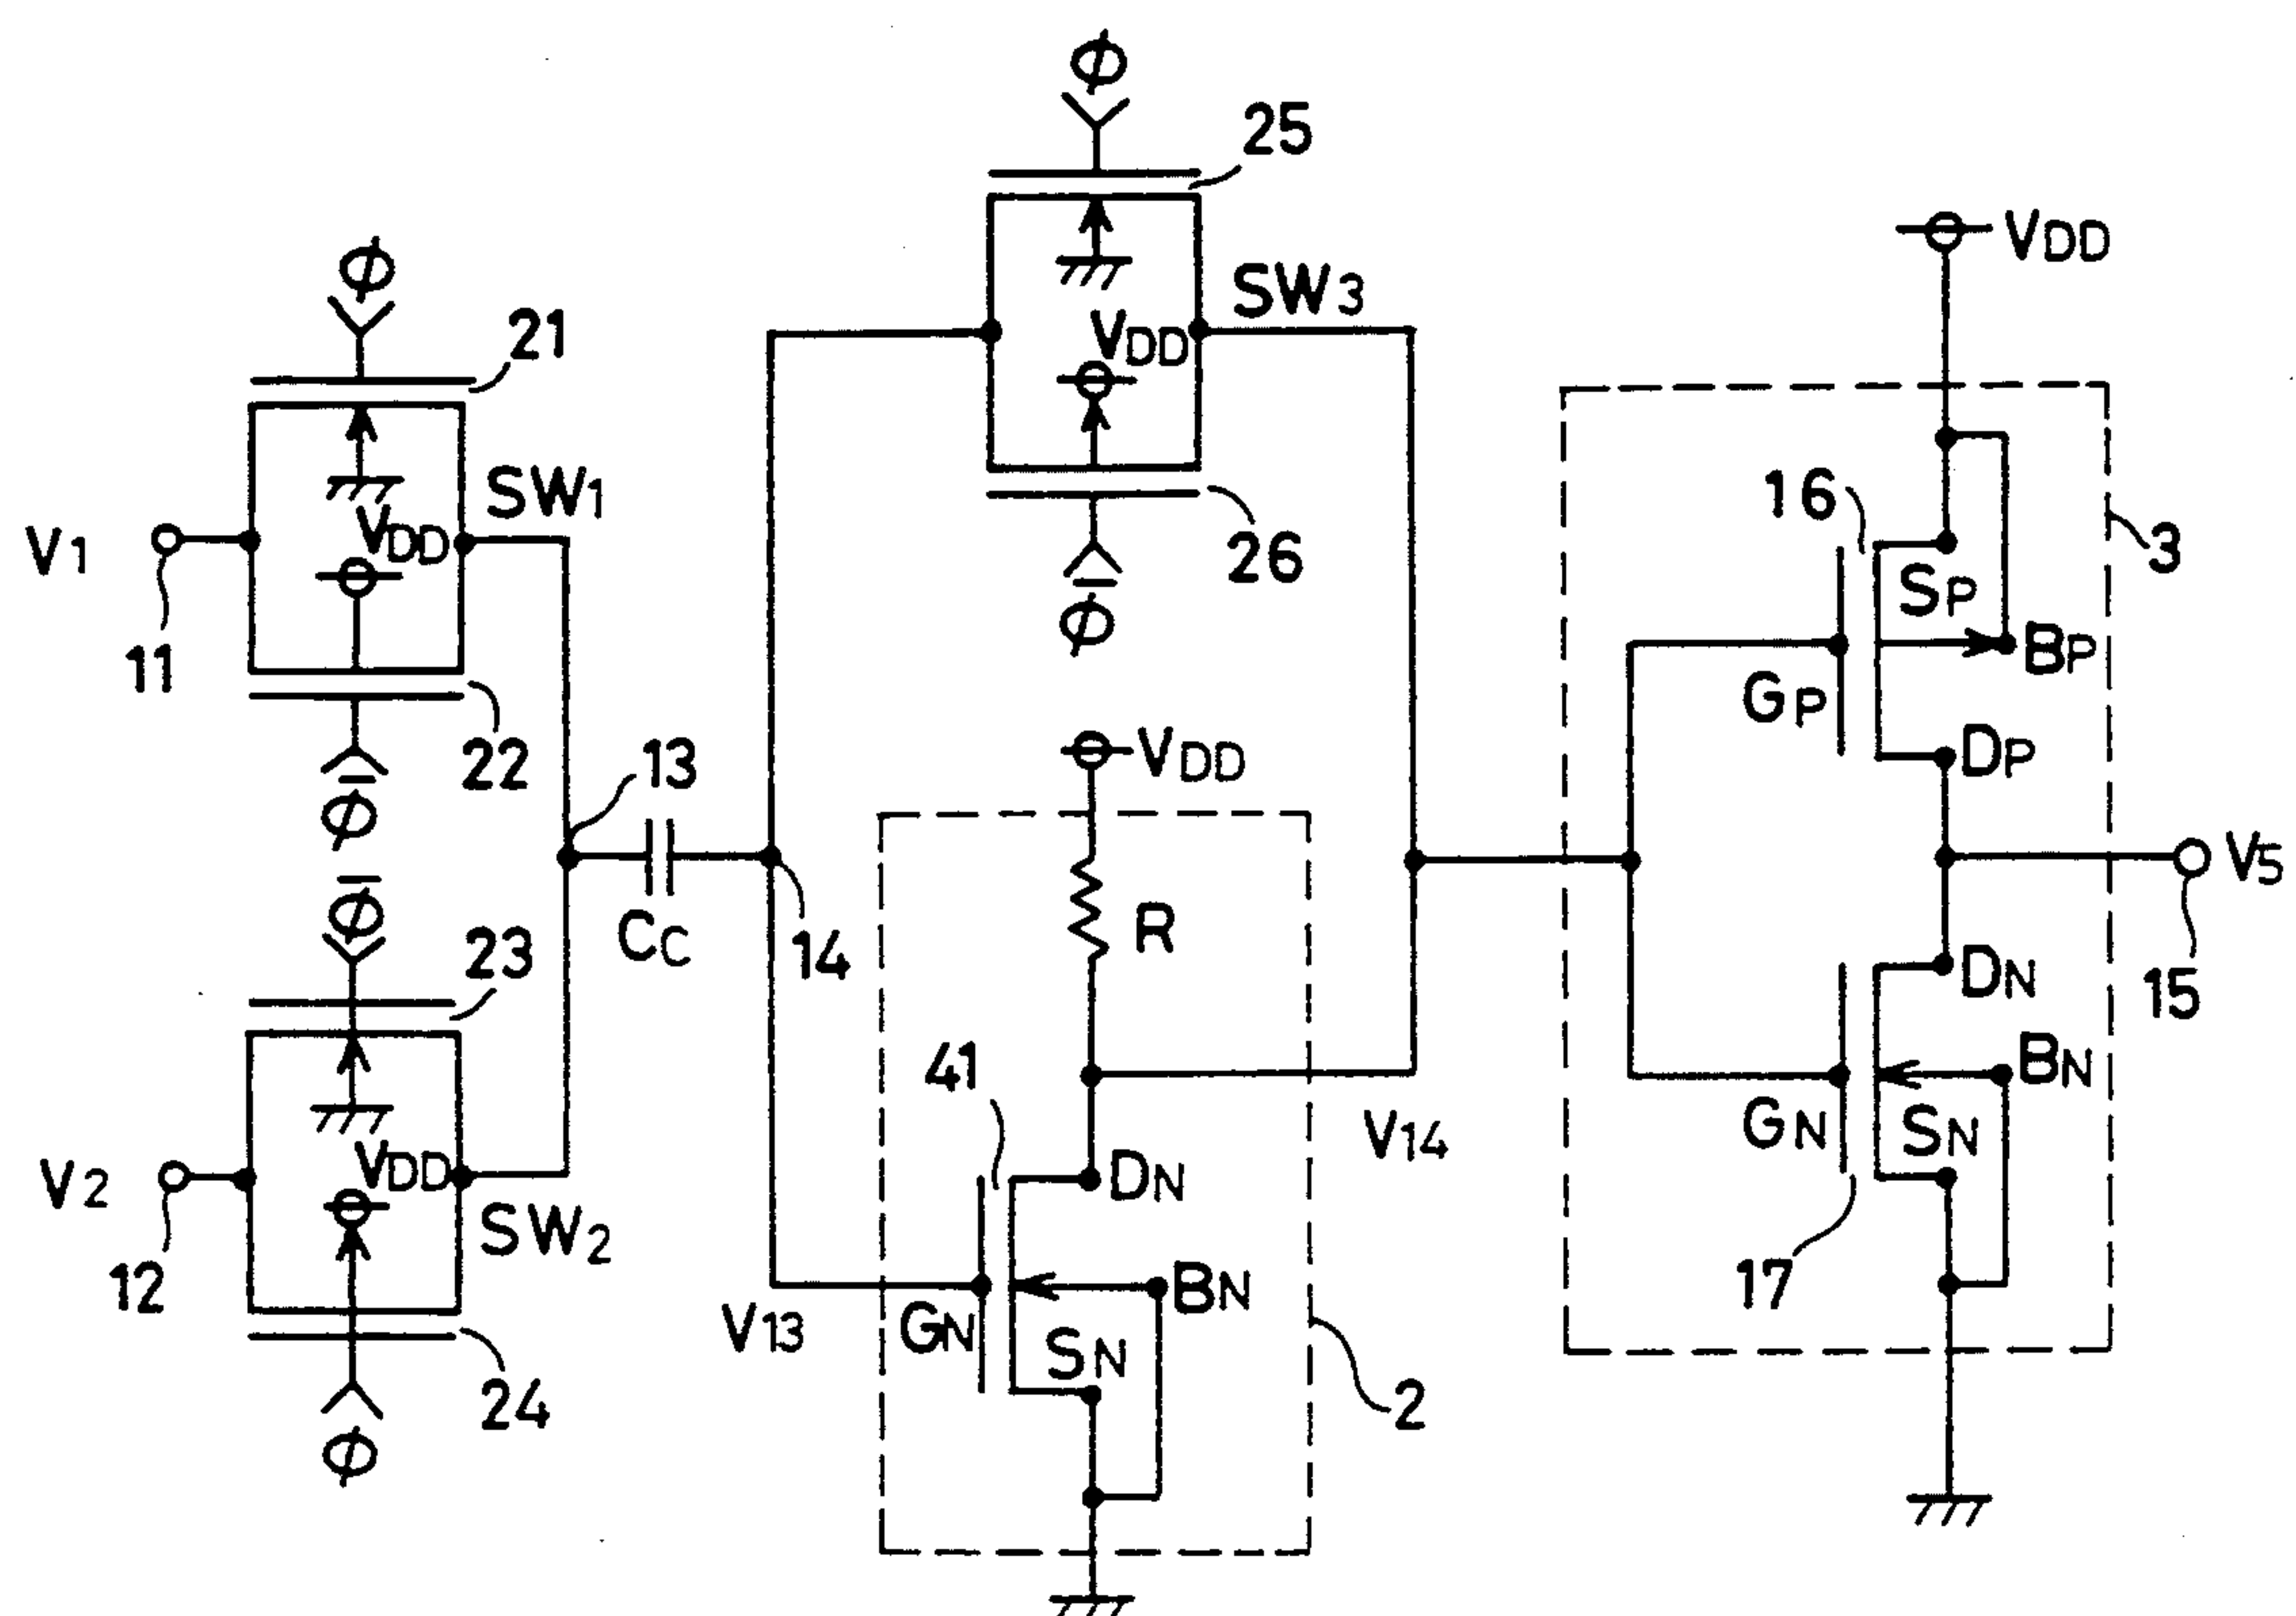 ϕ
25
VDD
ϕ
21
SW3
VDD
SW1
16
3
V1
VDD
26
SP
ϕ̅
BP
11
GP
22
13
VDD
DP
ϕ̅
ϕ̅
V5
23
CC
14
R
DN
15
41
BN
V14
GN
SN
V2
VDD
DN
SW2
17
12
V13
GN
BN
SN
24
2
ϕ